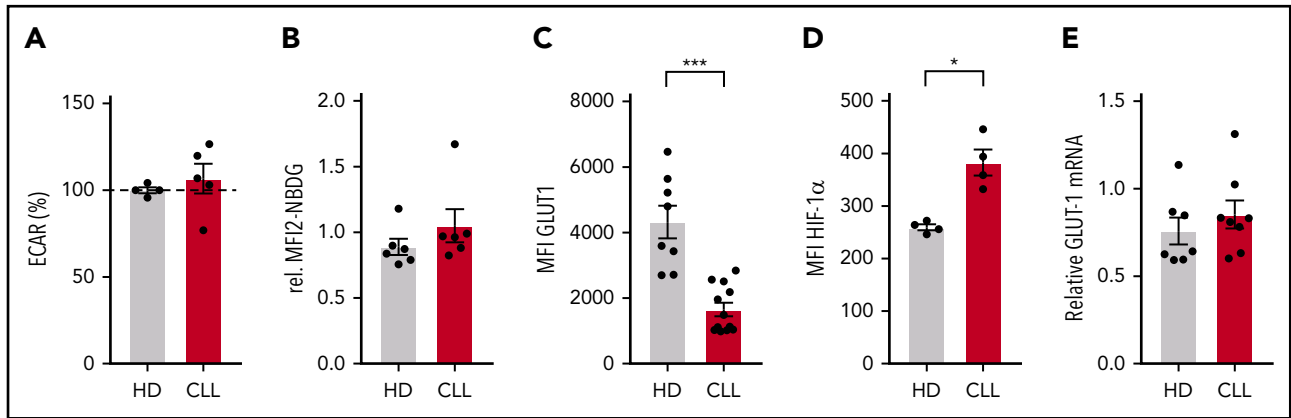 A
ECAR (%)
150
100
50
0
HD CLL
B
rel. MFI2-NBDG
2.0
1.5
1.0
0.5
0.0
HD CLL
C
***
MFI GLUT1
8000
6000
4000
2000
0
HD CLL
D
*
MFI HIF-1α
500
400
300
200
100
0
HD CLL
E
Relative GLUT-1 mRNA
1.5
1.0
0.5
0.0
HD CLL